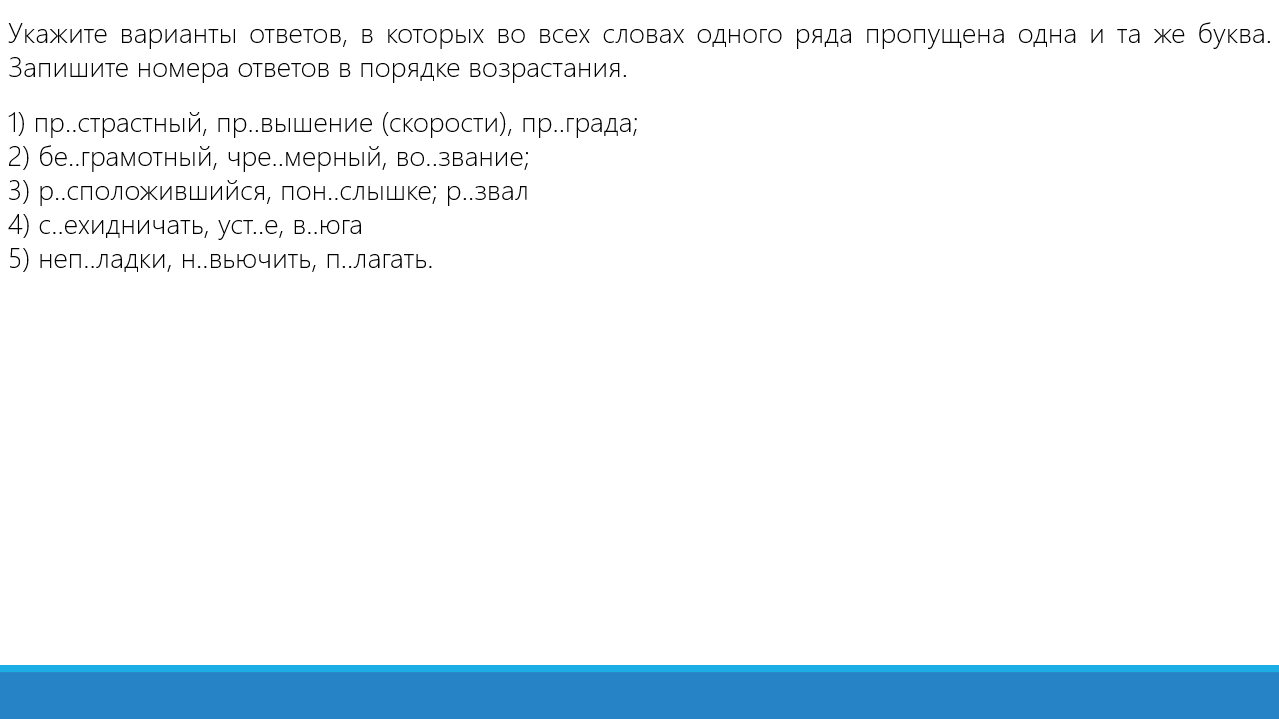 Укажите варианты ответов, в которых во всех словах одного ряда пропущена одна и та же буква.
Запишите номера ответов в порядке возрастания.
1) пр..страстный, пр..вышение (скорости), пр..града;
2) бе..грамотный, чре..мерный, во..звание;
3) р..сположившийся, пон..слышке; р..звал
4) с..ехидничать, уст..е, в..юга
5) неп..ладки, н..вьючить, п..лагать.